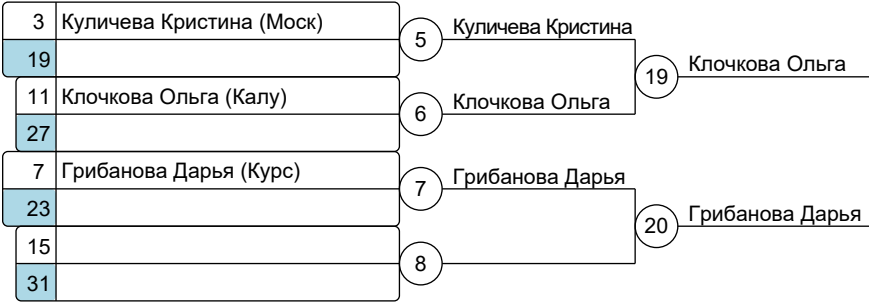 3 Куличева Кристина (Моск)
19
5 Куличева Кристина
11 Клочкова Ольга (Калу)
27
6 Клочкова Ольга
19 Клочкова Ольга
7 Грибанова Дарья (Курс)
23
7 Грибанова Дарья
15
31
8
20 Грибанова Дарья